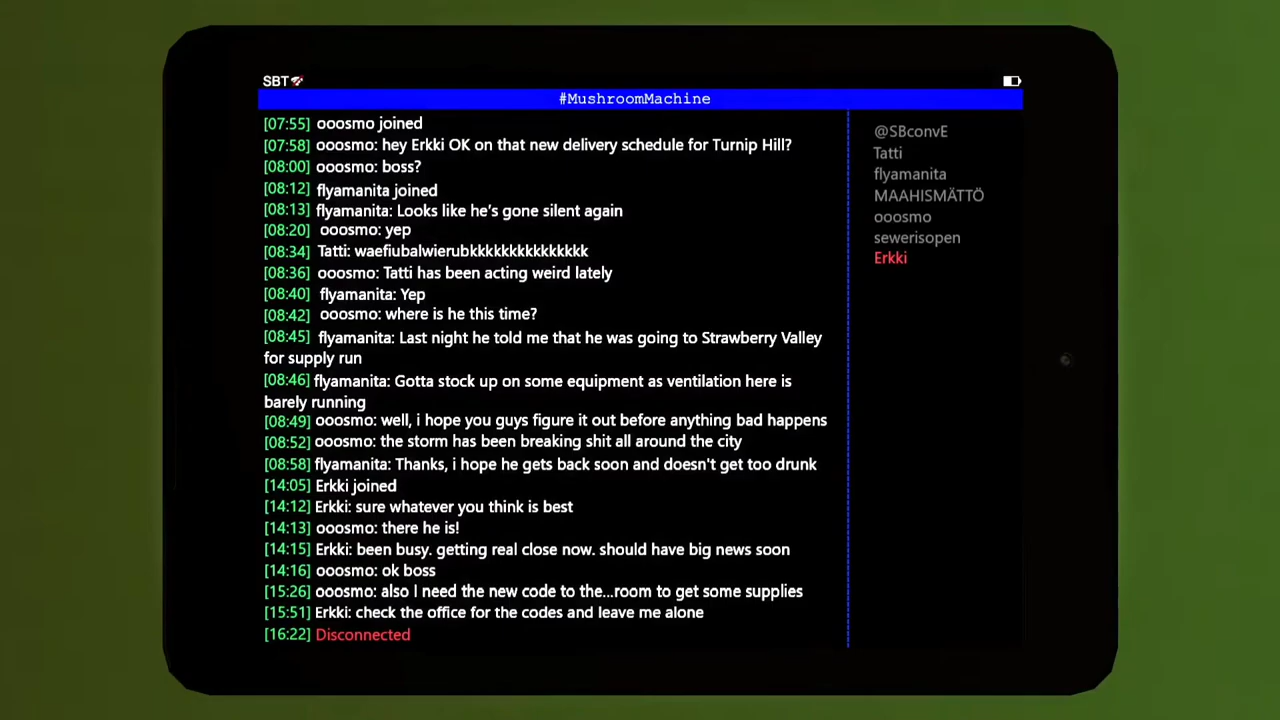 SBT
#MushroomMachine
[07:55] ooosmo joined
[07:58] ooosmo: hey Erkki OK on that new delivery schedule for Turnip Hill?
[08:00] ooosmo: boss?
[08:12] flyamanita joined
[08:13] flyamanita: Looks like he's gone silent again
[08:20] ooosmo: yep
[08:34] Tatti: waefiubalwierubkkkkkkkkkkkkkkk
[08:36] ooosmo: Tatti has been acting weird lately
[08:40] flyamanita: Yep
[08:42] ooosmo: where is he this time?
[08:45] flyamanita: Last night he told me that he was going to Strawberry Valley
for supply run
[08:46] flyamanita: Gotta stock up on some equipment as ventilation here is
barely running
[08:49] ooosmo: well, i hope you guys figure it out before anything bad happens
[08:52] ooosmo: the storm has been breaking shit all around the city
[08:58] flyamanita: Thanks, i hope he gets back soon and doesn't get too drunk
[14:05] Erkki joined
[14:12] Erkki: sure whatever you think is best
[14:13] ooosmo: there he is!
[14:15] Erkki: been busy. getting real close now. should have big news soon
[14:16] ooosmo: ok boss
[15:26] ooosmo: also I need the new code to the...room to get some supplies
[15:51] Erkki: check the office for the codes and leave me alone
[16:22] Disconnected
@SBconvE
Tatti
flyamanita
MAAHISMÄTTÖ
ooosmo
sewerisopen
Erkki